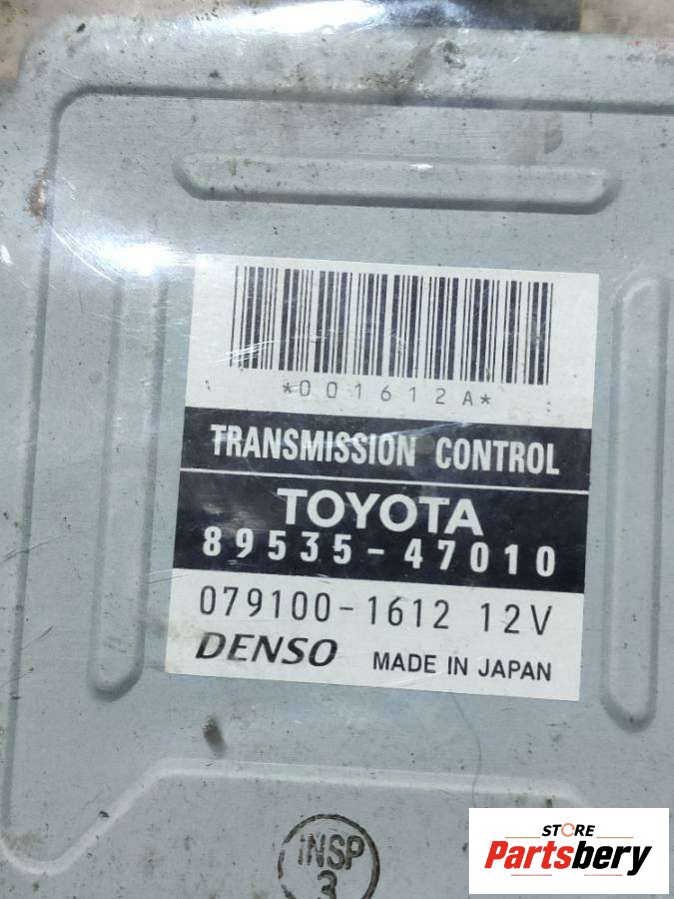 *001612A*
TRANSMISSION CONTROL
TOYOTA
89535-47010
079100-1612 12V
DENSO MADE IN JAPAN
INSP
3
STORE
Partsbery